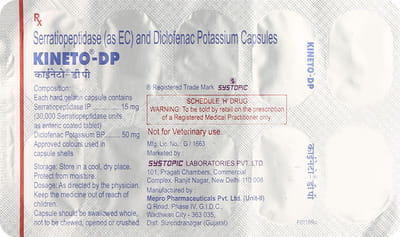 Rx
Serratiopeptidase (as EC) and Diclofenac Potassium Capsules
KINETO®-DP
काईनेटो-डी पी
Composition:
Each hard gelatin capsule contains
Serratiopeptidase IP .......... 15 mg
(30,000 Serratiopeptidase units
as enteric coated tablet)
Diclofenac Potassium BP ..... 50 mg
Approved colours used in
capsule shells
Storage: Store in a cool, dry place.
Protect from moisture.
Dosage: As directed by the physician.
Keep the medicine out of reach of
children.
Capsule should be swallowed whole,
not to be chewed, opened or crushed.
® Registered Trade Mark SYSTOPIC
SCHEDULE 'H' DRUG
WARNING: To be sold by retail on the prescription
of a Registered Medical Practitioner only.
Not for Veterinary use.
Mfg. Lic. No.: G / 1663
Marketed by
SYSTOPIC LABORATORIES PVT. LTD.
101, Pragati Chambers, Commercial
Complex, Ranjit Nagar, New Delhi-110 008
Manufactured by
Mepro Pharmaceuticals Pvt. Ltd. (Unit-II)
Q Road, Phase IV, G.I.D.C.,
Wadhwan City - 363 035,
Dist. Surendranagar (Gujarat)
KINETO®-DP
काईनेटो-डी पी